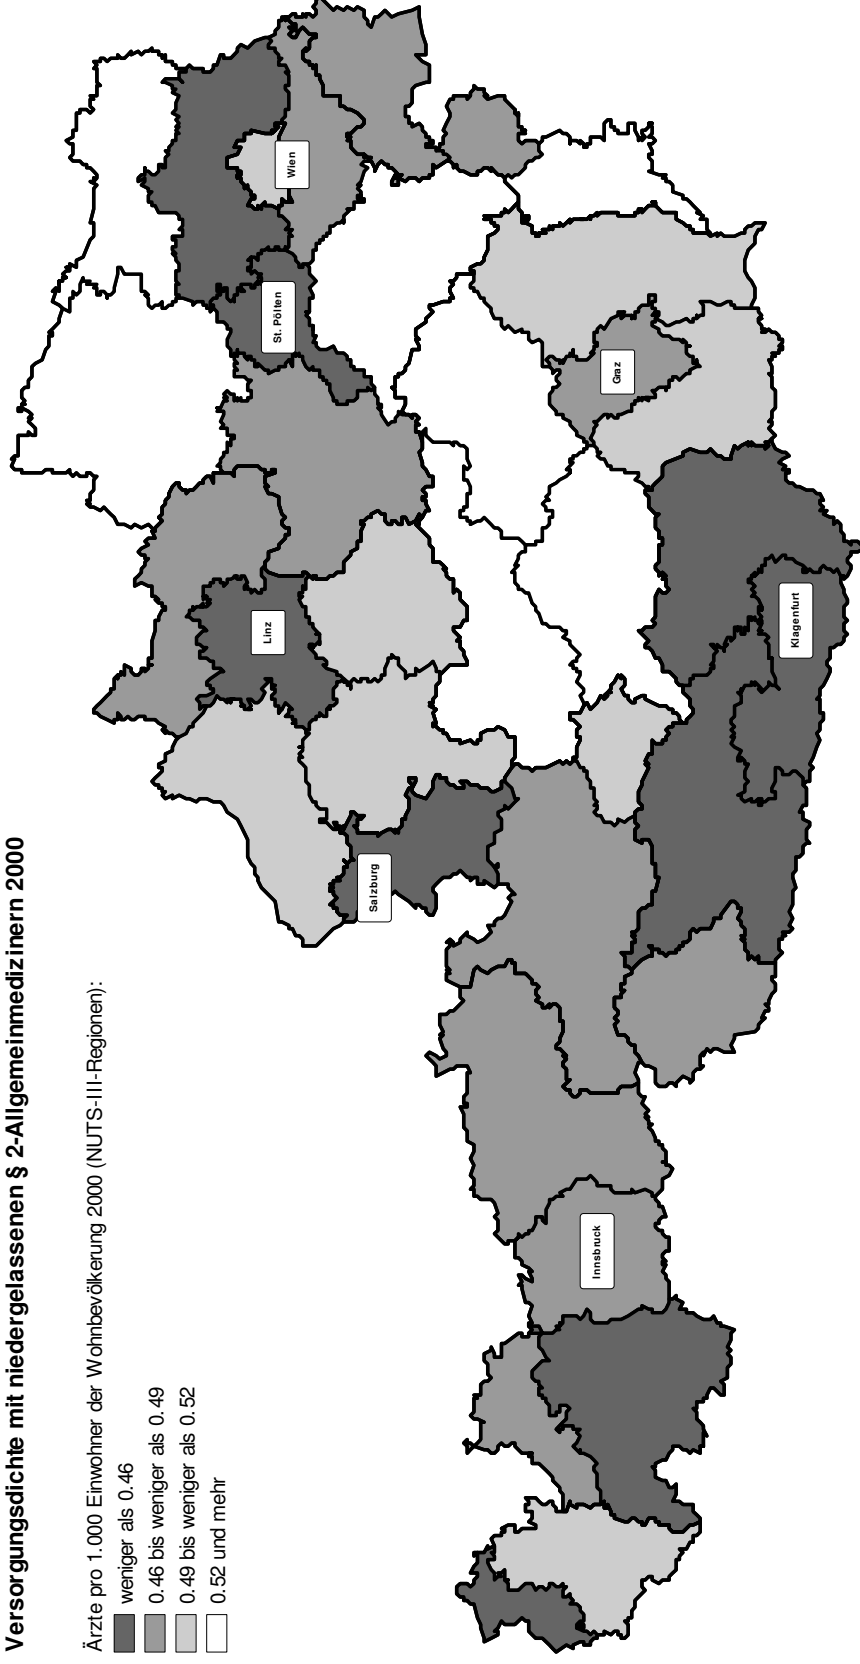 Versorgungsdichte mit niedergelassenen § 2-Allgemeinmedizinern 2000
Ärzte pro 1.000 Einwohner der Wohnbevölkerung 2000 (NUTS-III-Regionen):
weniger als 0.46
0.46 bis weniger als 0.49
0.49 bis weniger als 0.52
0.52 und mehr
Wien
St. Pölten
Linz
Graz
Salzburg
Klagenfurt
Innsbruck